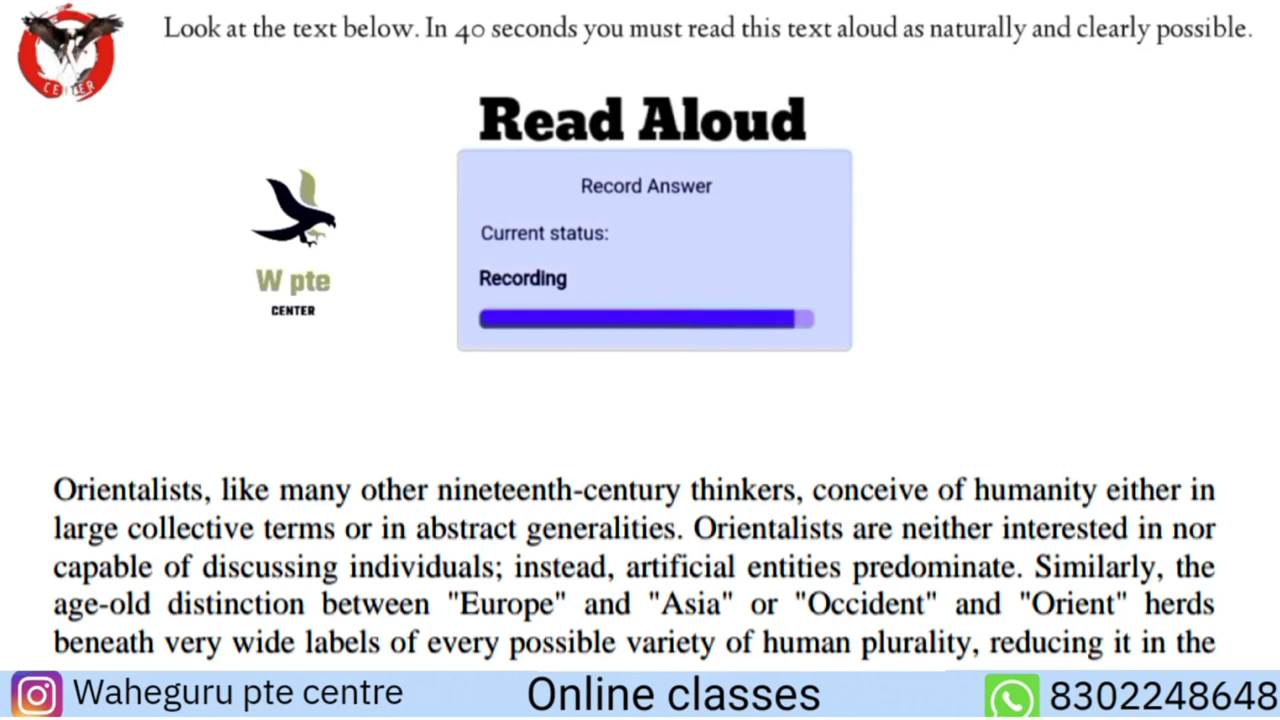 Look at the text below. In 40 seconds you must read this text aloud as naturally and clearly possible.
CENTER
Read Aloud
Record Answer
Current status:
Recording
W pte
CENTER
Orientalists, like many other nineteenth-century thinkers, conceive of humanity either in
large collective terms or in abstract generalities. Orientalists are neither interested in nor
capable of discussing individuals; instead, artificial entities predominate. Similarly, the
age-old distinction between "Europe" and "Asia" or "Occident" and "Orient" herds
beneath very wide labels of every possible variety of human plurality, reducing it in the
Waheguru pte centre
Online classes
8302248648